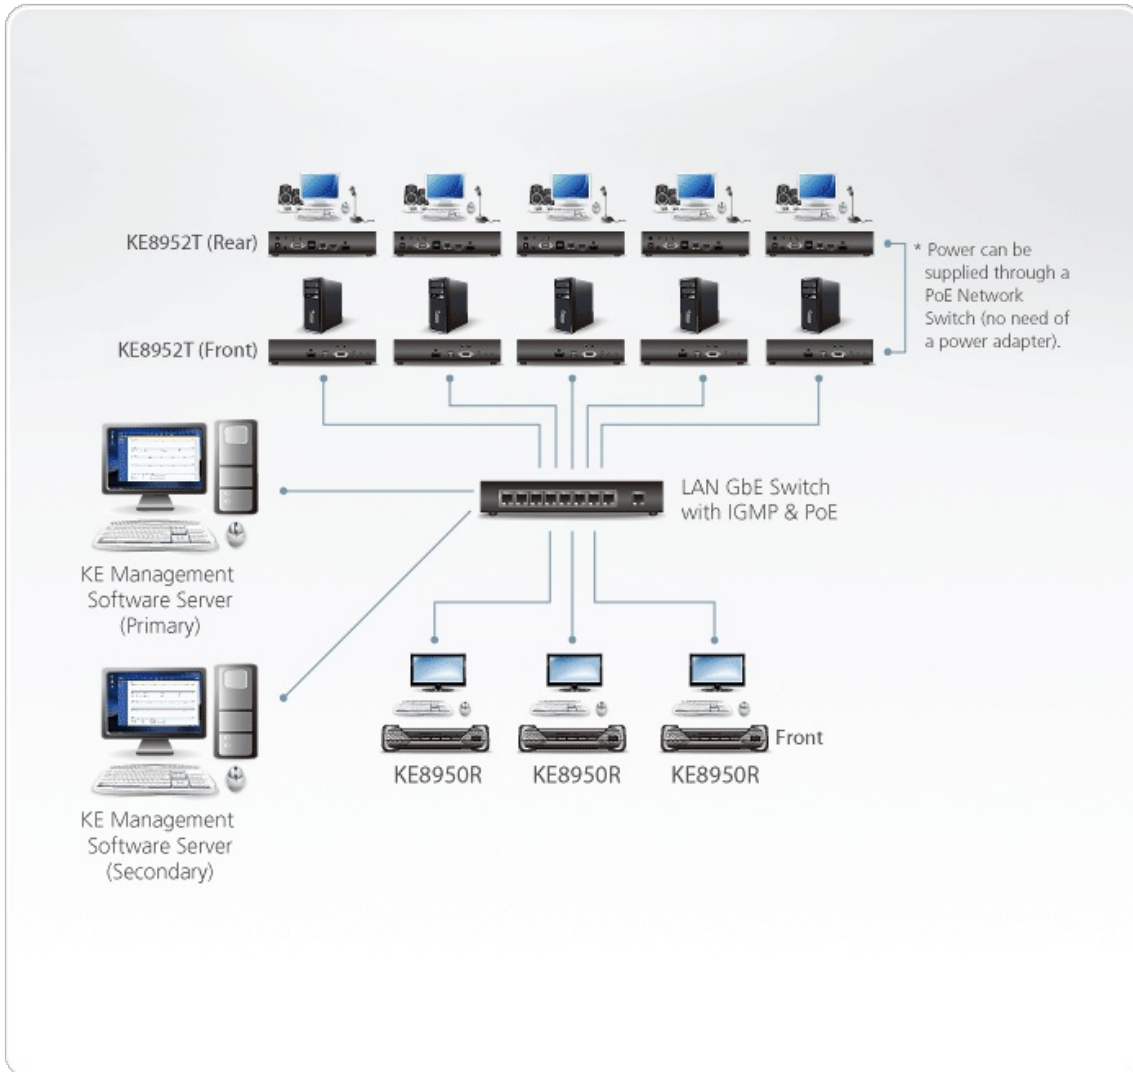 KE8952T (Rear)
* Power can be
supplied through a
PoE Network
Switch (no need of
a power adapter).
KE8952T (Front)
LAN GbE Switch
with IGMP & PoE
KE Management
Software Server
(Primary)
Front
KE8950R
KE8950R
KE8950R
KE Management
Software Server
(Secondary)